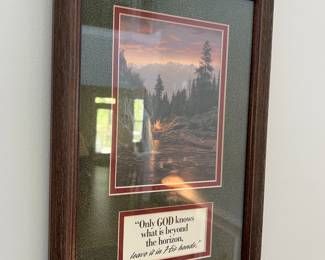 "Only GOD knows
what is beyond
the horizon,
leave it in His hands."